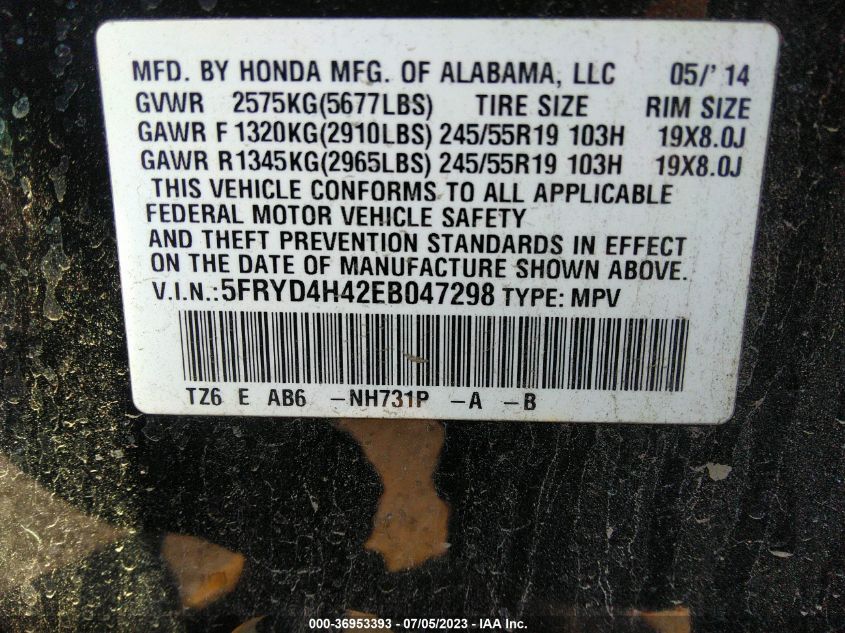 MFD. BY HONDA MFG. OF ALABAMA, LLC 05/' 14
GVWR 2575KG(5677LBS) TIRE SIZE RIM SIZE
GAWR F 1320KG(2910LBS) 245/55R19 103H 19X8.0J
GAWR R1345KG(2965LBS) 245/55R19 103H 19X8.0J
THIS VEHICLE CONFORMS TO ALL APPLICABLE
FEDERAL MOTOR VEHICLE SAFETY
AND THEFT PREVENTION STANDARDS IN EFFECT
ON THE DATE OF MANUFACTURE SHOWN ABOVE.
V.I.N.:5FRYD4H42EB047298 TYPE: MPV
TZ6 E AB6 -NH731P -A -B
000-36953393 - 07/05/2023 - IAA Inc.